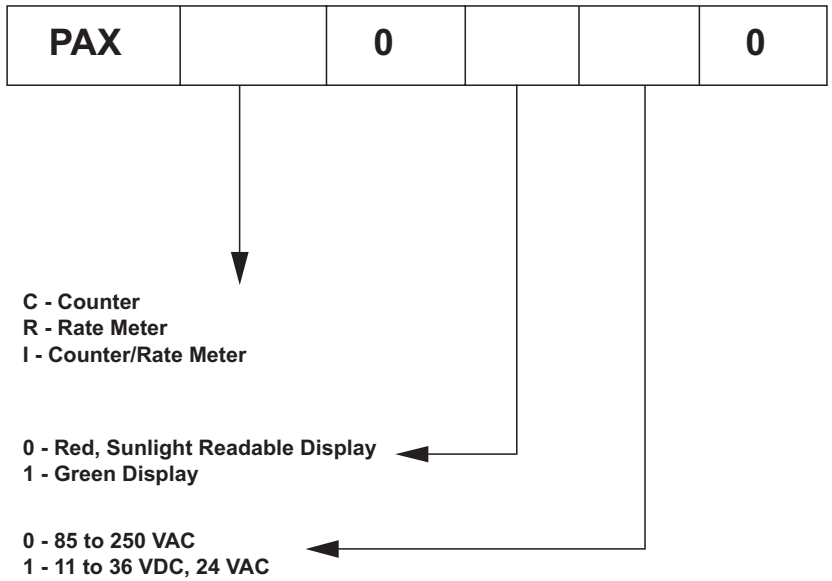 PAX 0 0
C - Counter
R - Rate Meter
I - Counter/Rate Meter
0 - Red, Sunlight Readable Display
1 - Green Display
0 - 85 to 250 VAC
1 - 11 to 36 VDC, 24 VAC